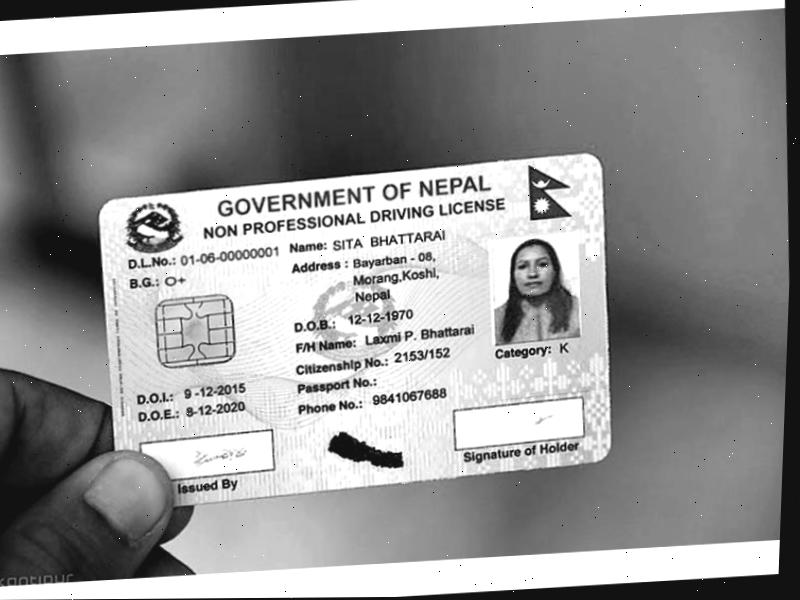 GOVERNMENT OF NEPAL
NON PROFESSIONAL DRIVING LICENSE
D.L.No.: 01-06-00000001
B.G.: O+
Name: SITA BHATTARAI
Address : Bayarban - 08,
Morang,Koshi,
Nepal
D.O.B.: 12-12-1970
F/H Name: Laxmi P. Bhattarai
Citizenship No.: 2153/152
Passport No.:
Phone No.: 9841067688
Category: K
D.O.I.: 9 -12-2015
D.O.E.: 8-12-2020
Issued By
Signature of Holder
kantipur